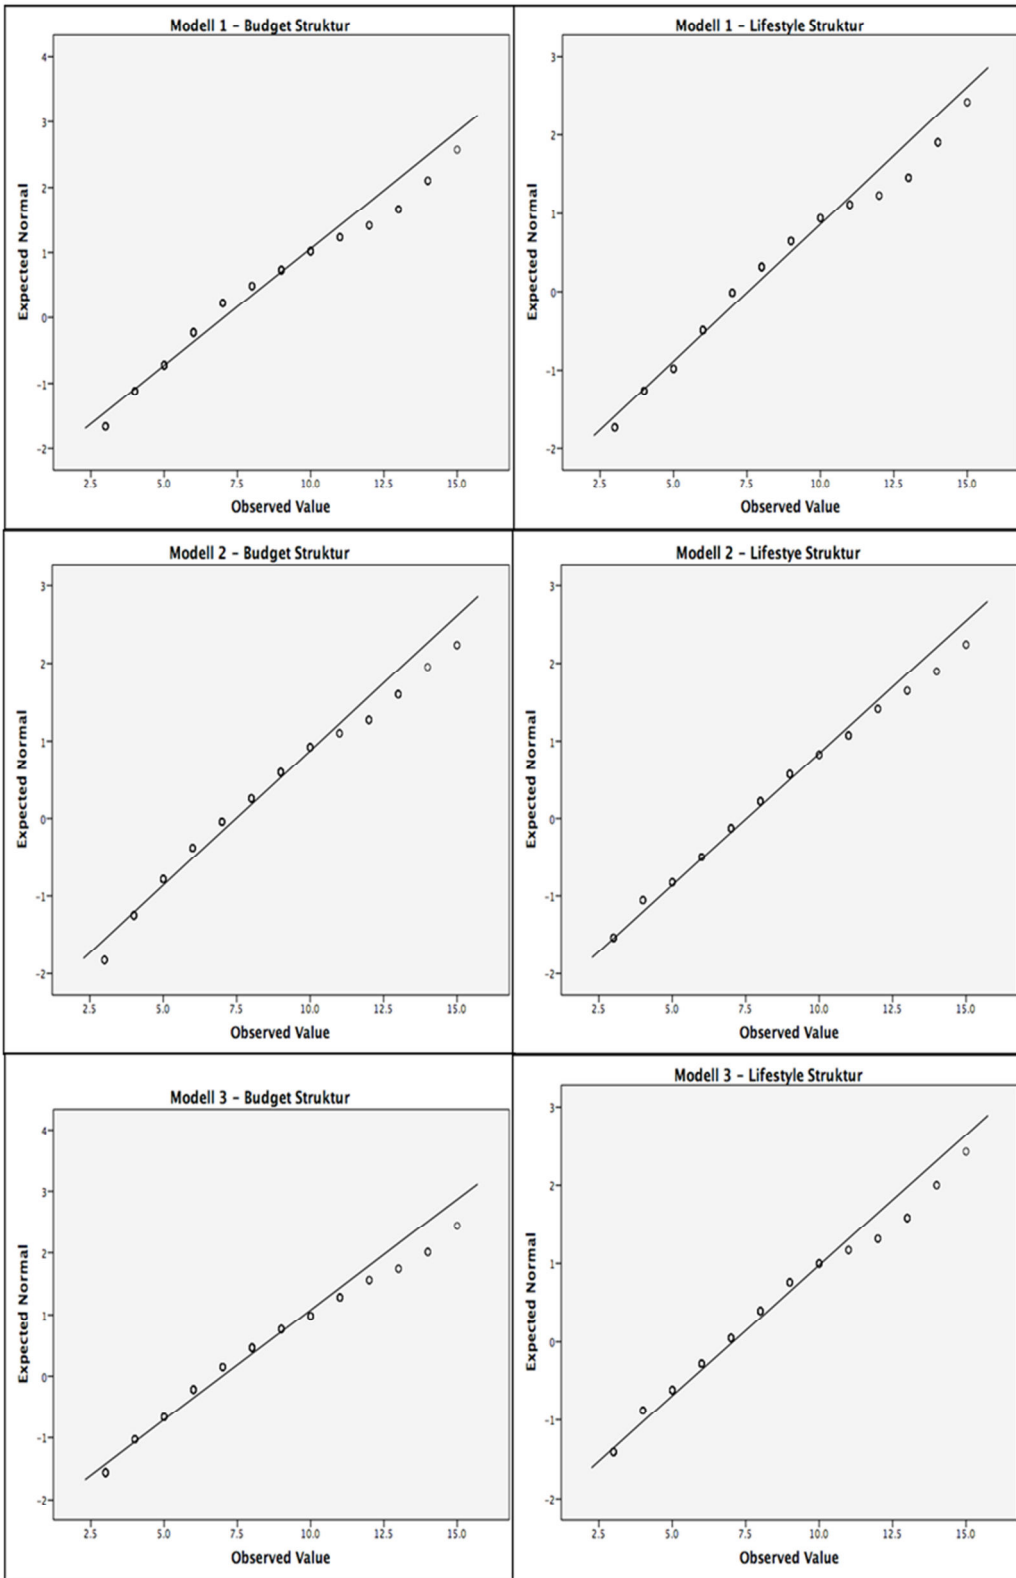 Modell 1 – Budget Struktur
4
3
2
1
0
−1
−2
Expected Normal
2.5 5.0 7.5 10.0 12.5 15.0
Observed Value
Modell 1 – Lifestyle Struktur
3
2
1
0
−1
−2
Expected Normal
2.5 5.0 7.5 10.0 12.5 15.0
Observed Value
Modell 2 – Budget Struktur
3
2
1
0
−1
−2
Expected Normal
2.5 5.0 7.5 10.0 12.5 15.0
Observed Value
Modell 2 – Lifestye Struktur
3
2
1
0
−1
−2
Expected Normal
2.5 5.0 7.5 10.0 12.5 15.0
Observed Value
Modell 3 – Budget Struktur
4
3
2
1
0
−1
−2
Expected Normal
2.5 5.0 7.5 10.0 12.5 15.0
Observed Value
Modell 3 – Lifestyle Struktur
3
2
1
0
−1
−2
Expected Normal
2.5 5.0 7.5 10.0 12.5 15.0
Observed Value